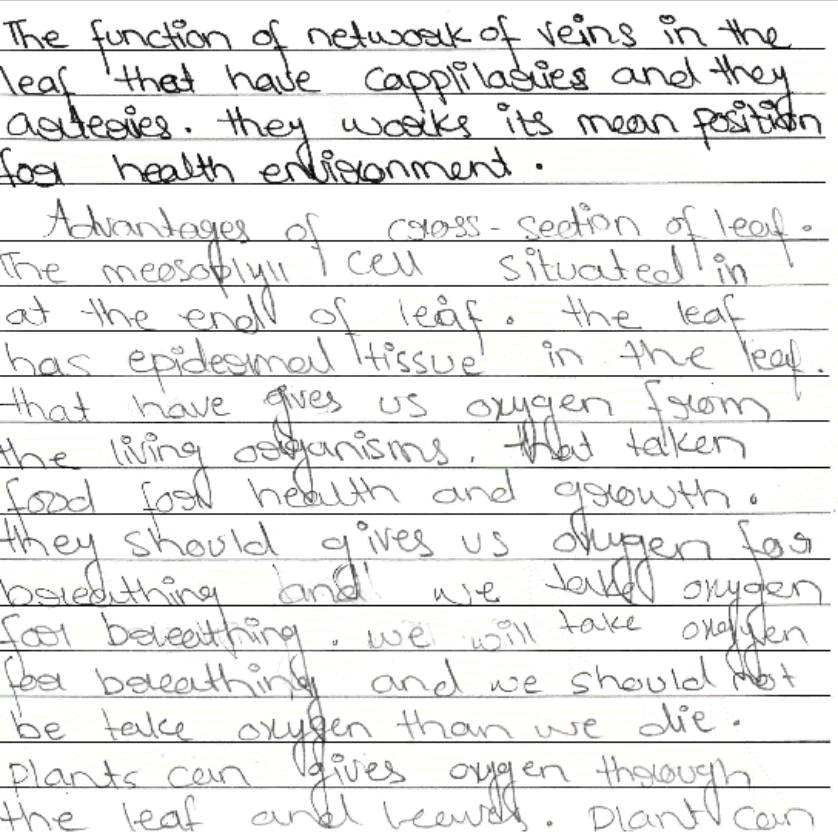 The function of network of veins in the
leaf that have cappilaries and they
arteries. they works its mean position
for health environment.
Advantages of cross-section of leaf.
The meosoplyll cell situated in
at the end of leaf. the leaf
has epidermal tissue in the leaf.
that have gives us oxygen from
the living organisms. that taken
food for health and growth.
they should gives us oxygen for
breathing and we take oxygen
for breathing. we will take oxygen
for breathing and we should not
be take oxygen than we die.
Plants can gives oxygen through
the leaf and leaves. Plant can